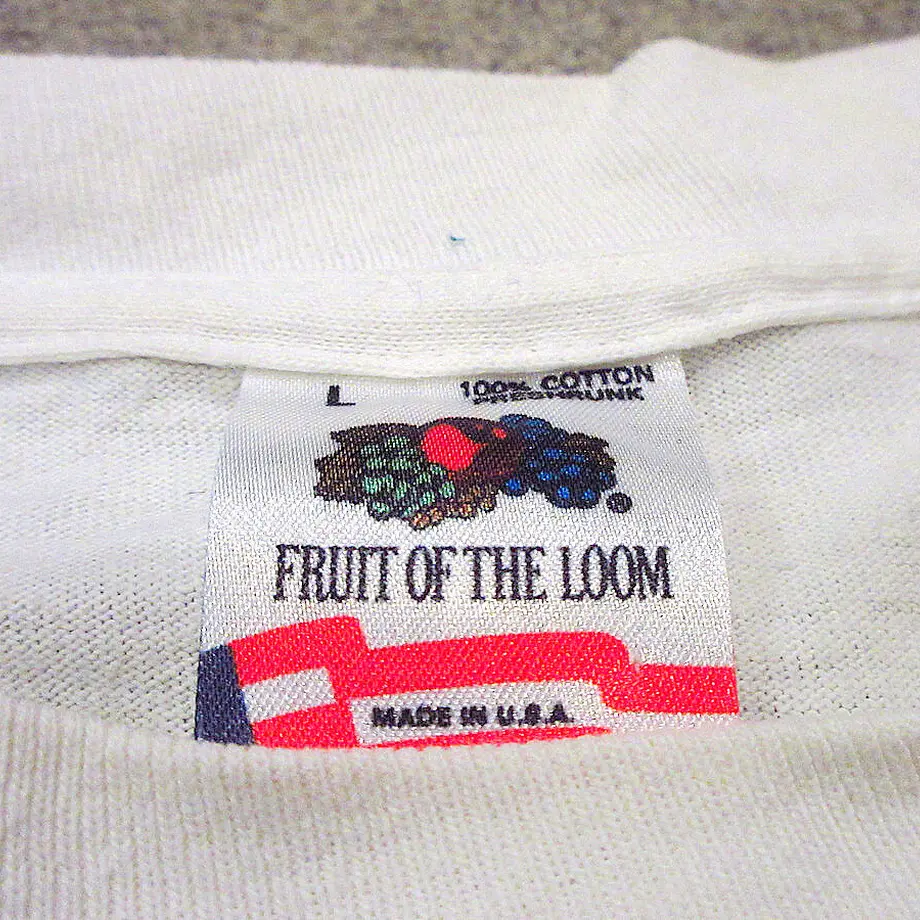 L 100% COTTON
PRESHRUNK
®
FRUIT OF THE LOOM
MADE IN U.S.A.